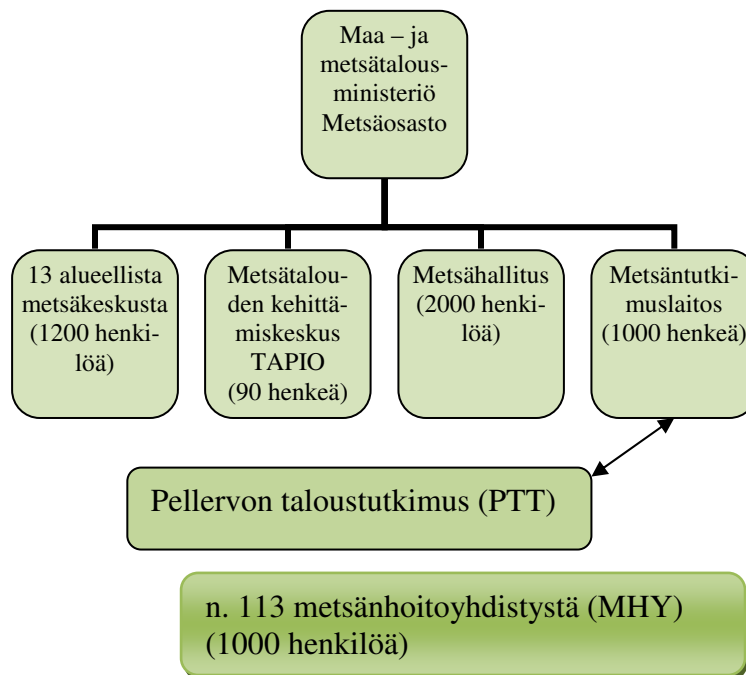 Maa – ja
metsätalous-
ministeriö
Metsäosasto
13 alueellista
metsäkeskusta
(1200 henki-
löä)
Metsätalou-
den kehittä-
miskeskus
TAPIO
(90 henkeä)
Metsähallitus
(2000 henki-
löä)
Metsäntutki-
muslaitos
(1000 henkeä)
Pellervon taloustutkimus (PTT)
n. 113 metsänhoitoyhdistystä (MHY)
(1000 henkilöä)